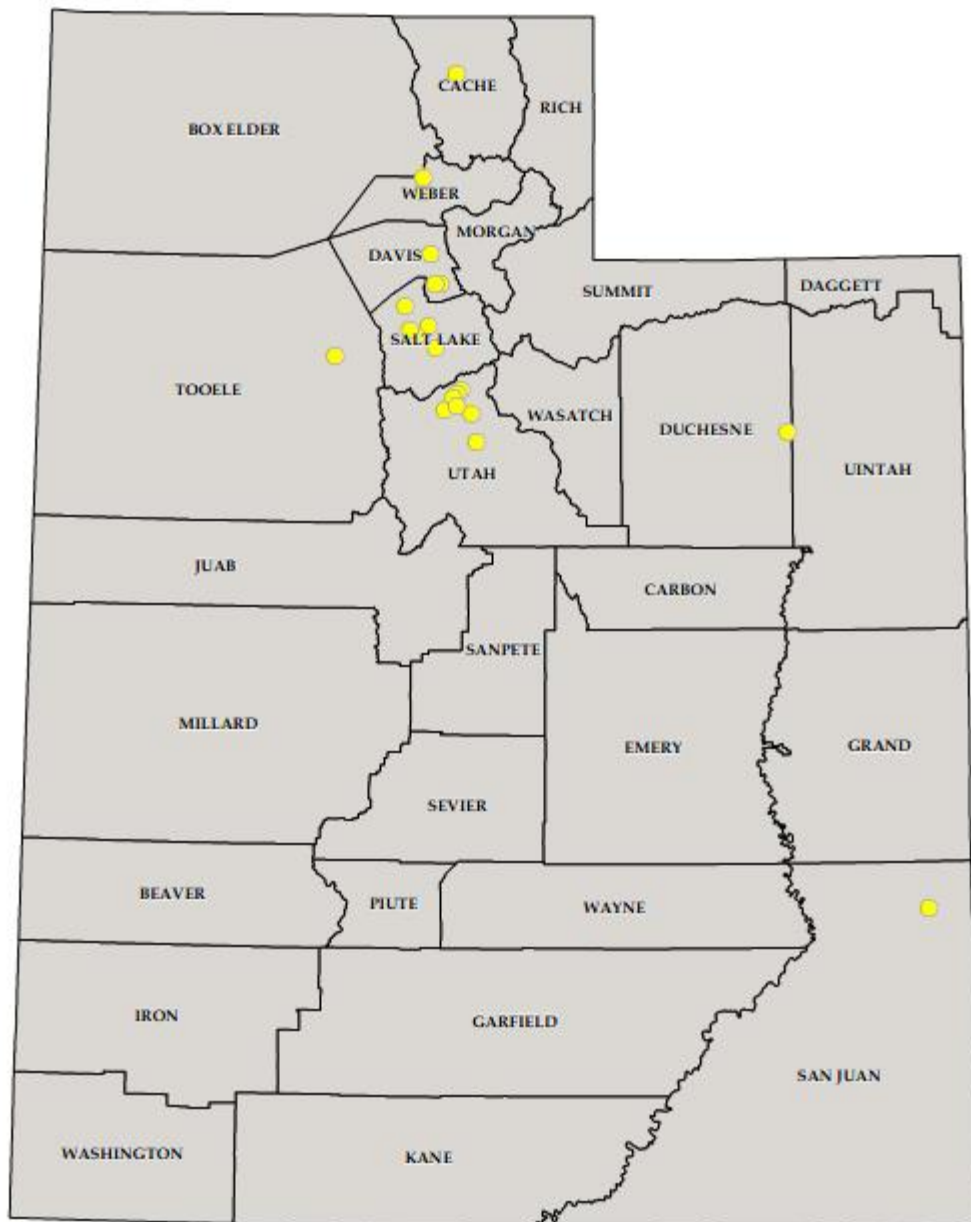 CACHE
RICH
BOX ELDER
WEBER
MORGAN
DAVIS
SUMMIT
DAGGETT
SALT LAKE
TOOELE
WASATCH
DUCHESNE
UINTAH
UTAH
JUAB
CARBON
SANPETE
MILLARD
EMERY
GRAND
SEVIER
BEAVER
PIUTE
WAYNE
IRON
GARFIELD
SAN JUAN
WASHINGTON
KANE